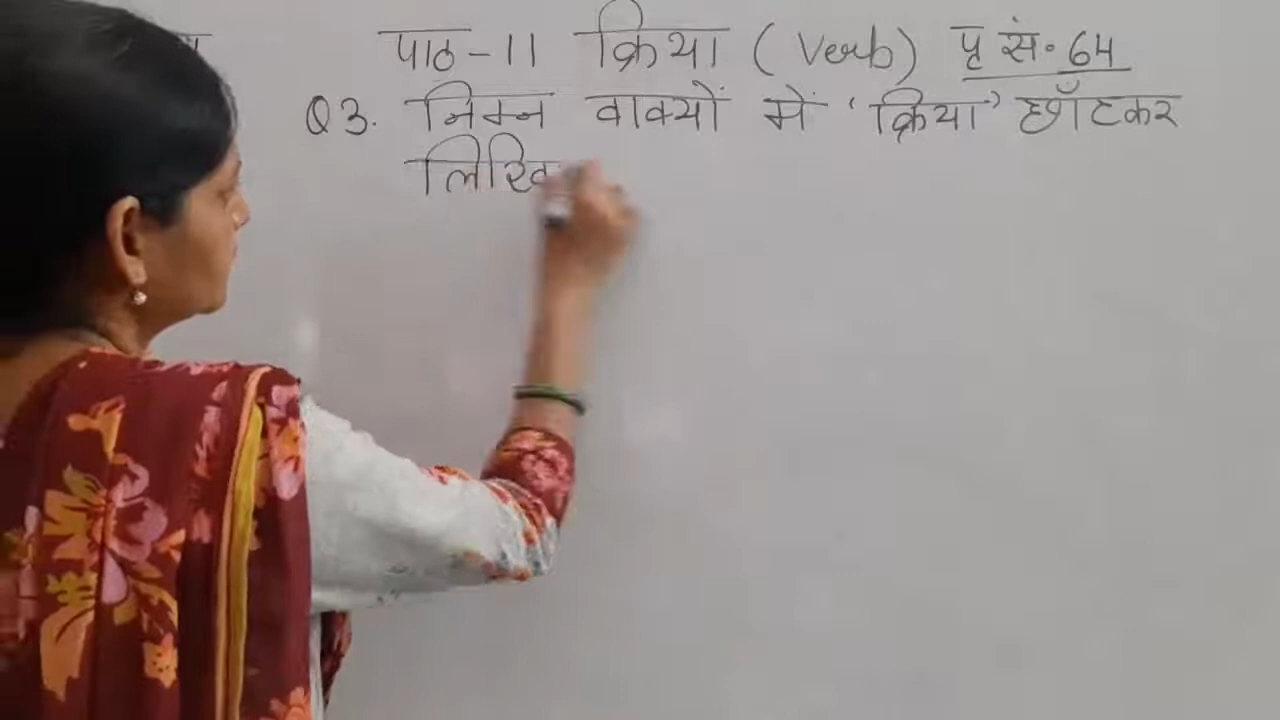 पाठ-11 क्रिया (Verb) पृ सं. 64
Q3. निम्न वाक्यों में 'क्रिया' छाँटकर
लिखि